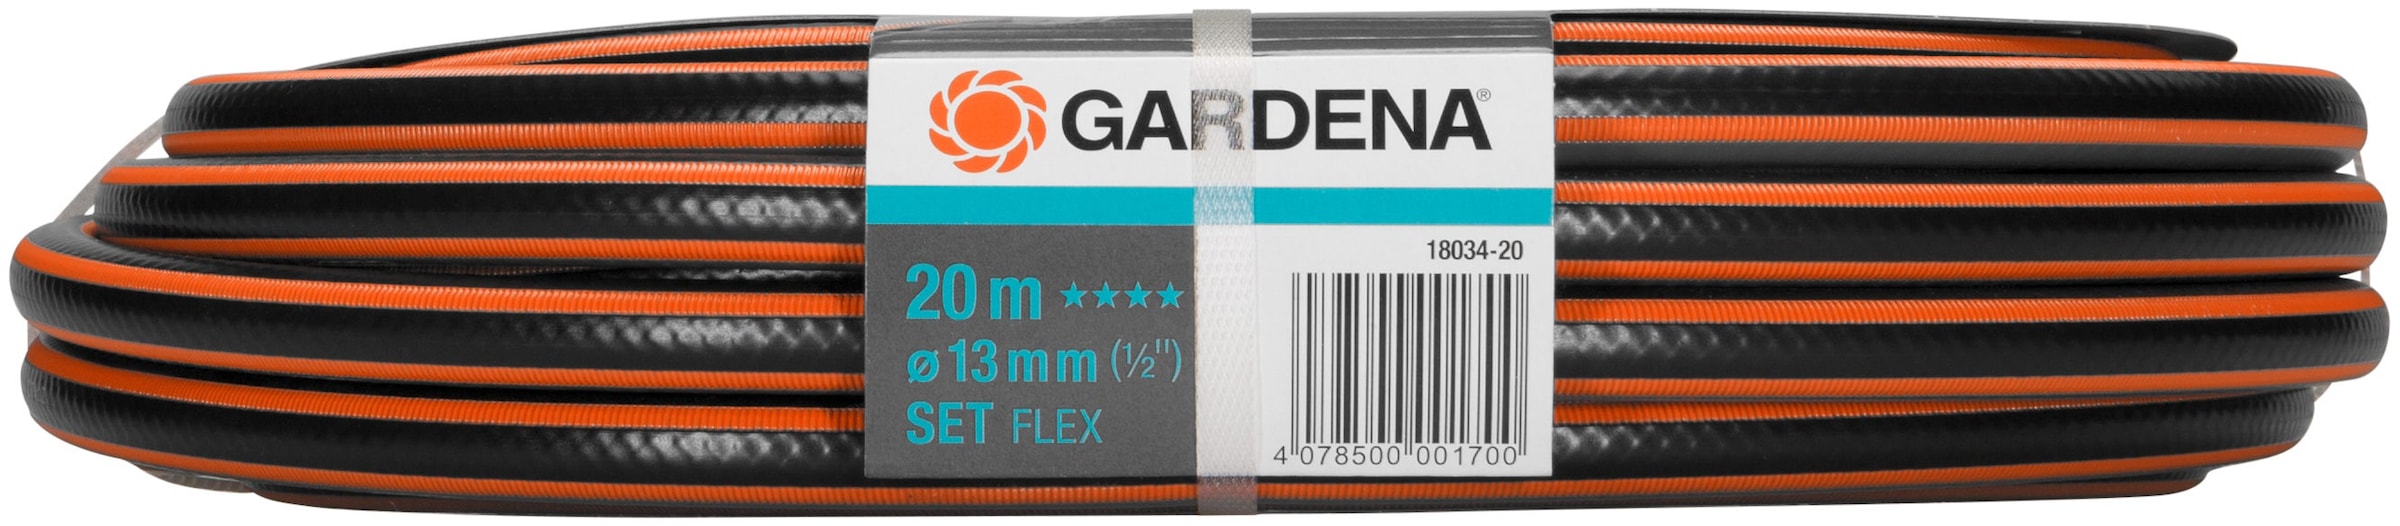 GARDENA®
20 m ★★★★
ø 13 mm (½")
SET FLEX
18034-20
4 078500 001700